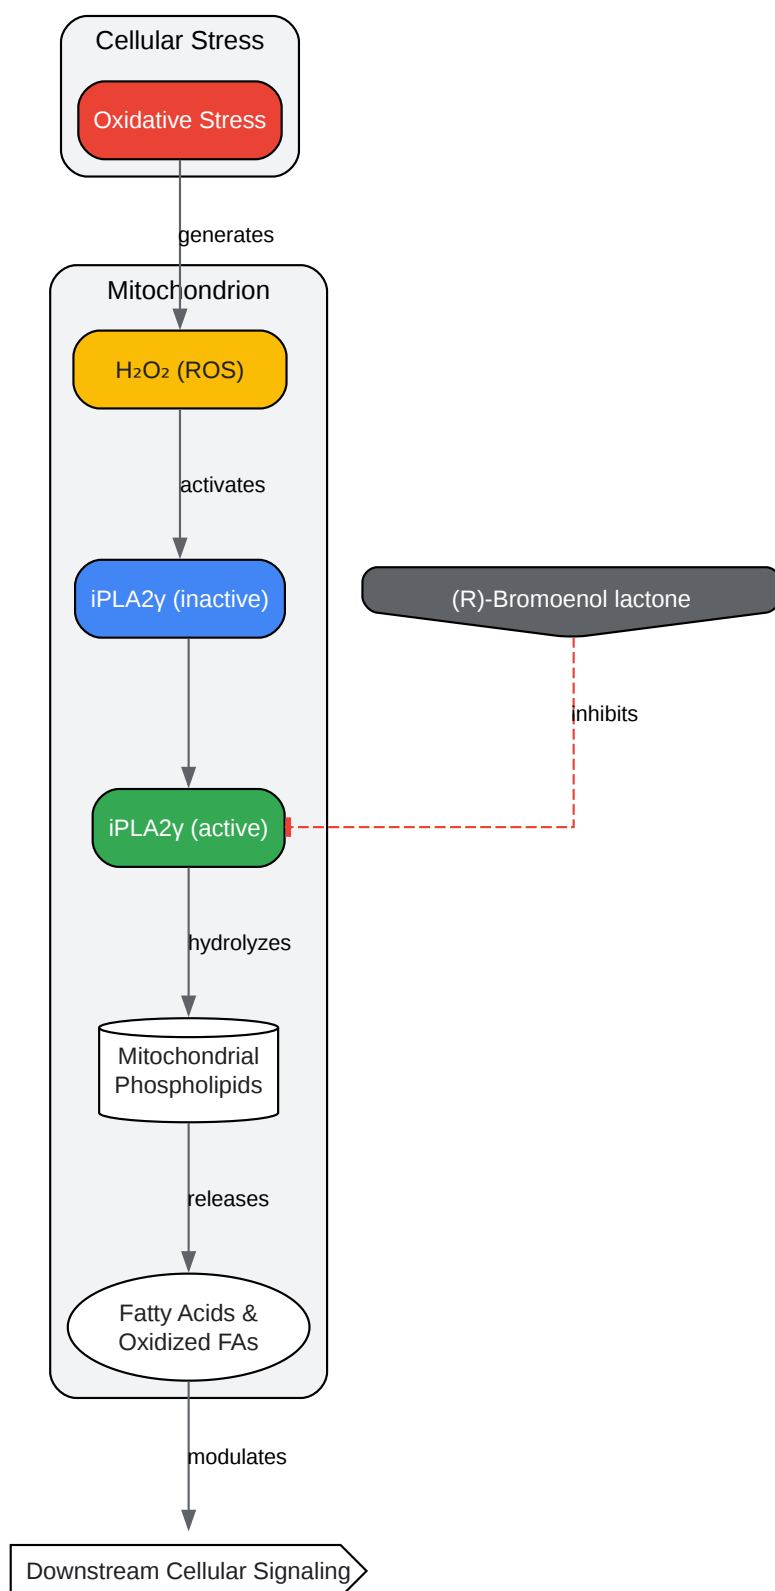 Cellular Stress
Oxidative Stress
generates
Mitochondrion
H₂O₂ (ROS)
activates
iPLA2γ (inactive)
(R)-Bromoenol lactone
inhibits
iPLA2γ (active)
hydrolyzes
Mitochondrial
Phospholipids
releases
Fatty Acids &
Oxidized FAs
modulates
Downstream Cellular Signaling